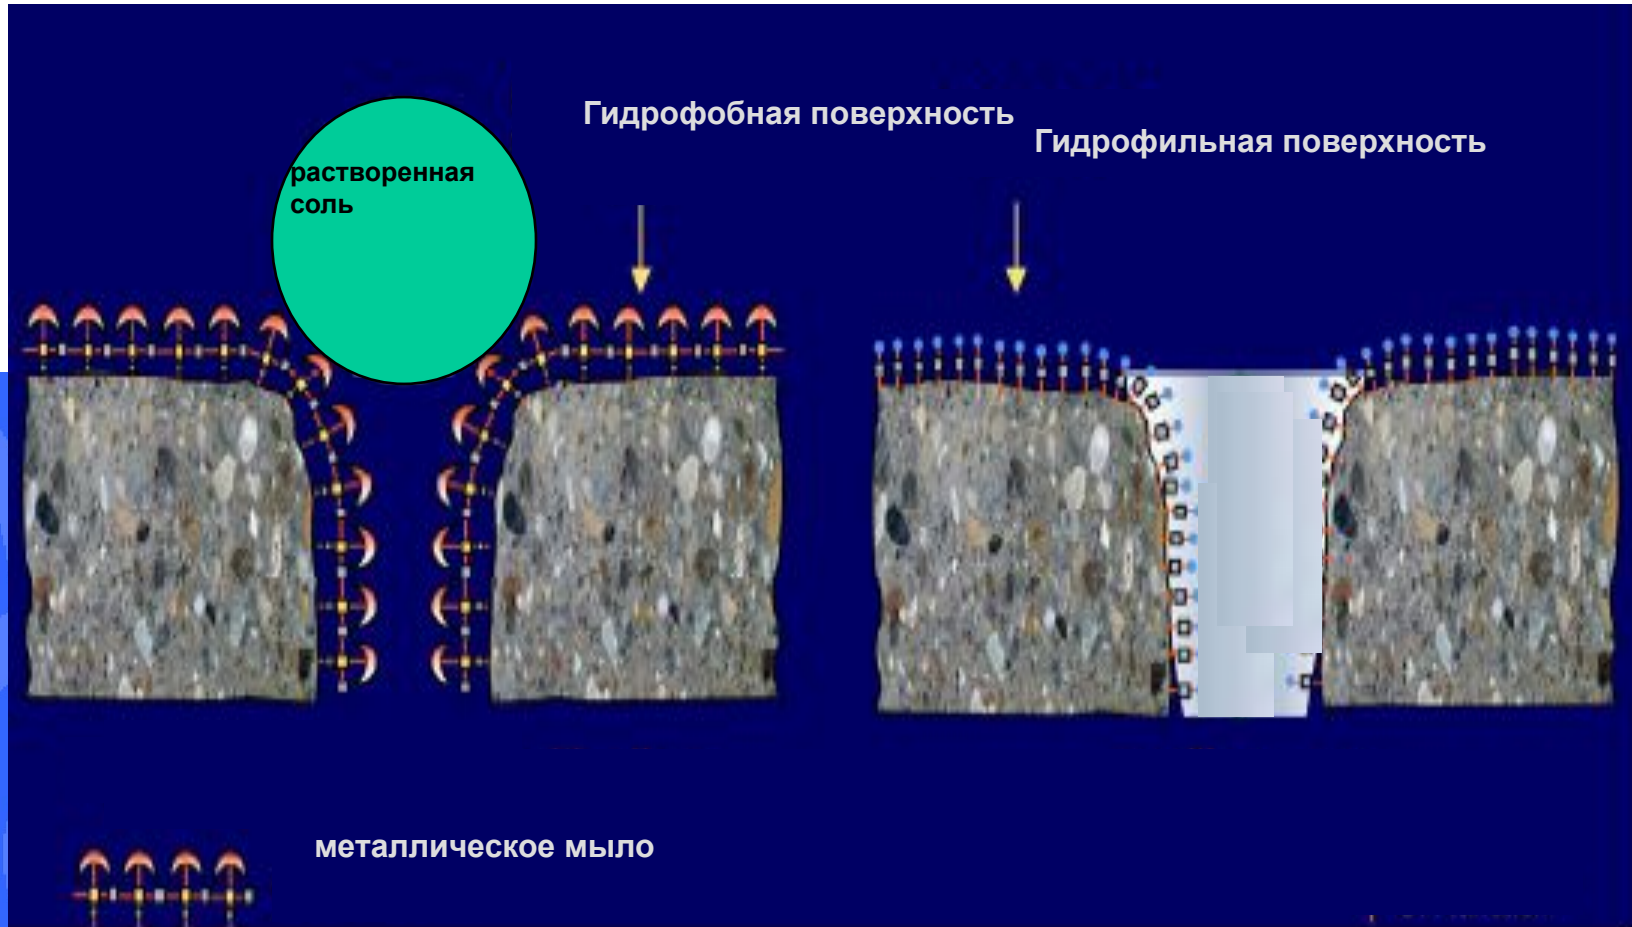 Гидрофобная поверхность
Гидрофильная поверхность
растворенная
соль
металлическое мыло